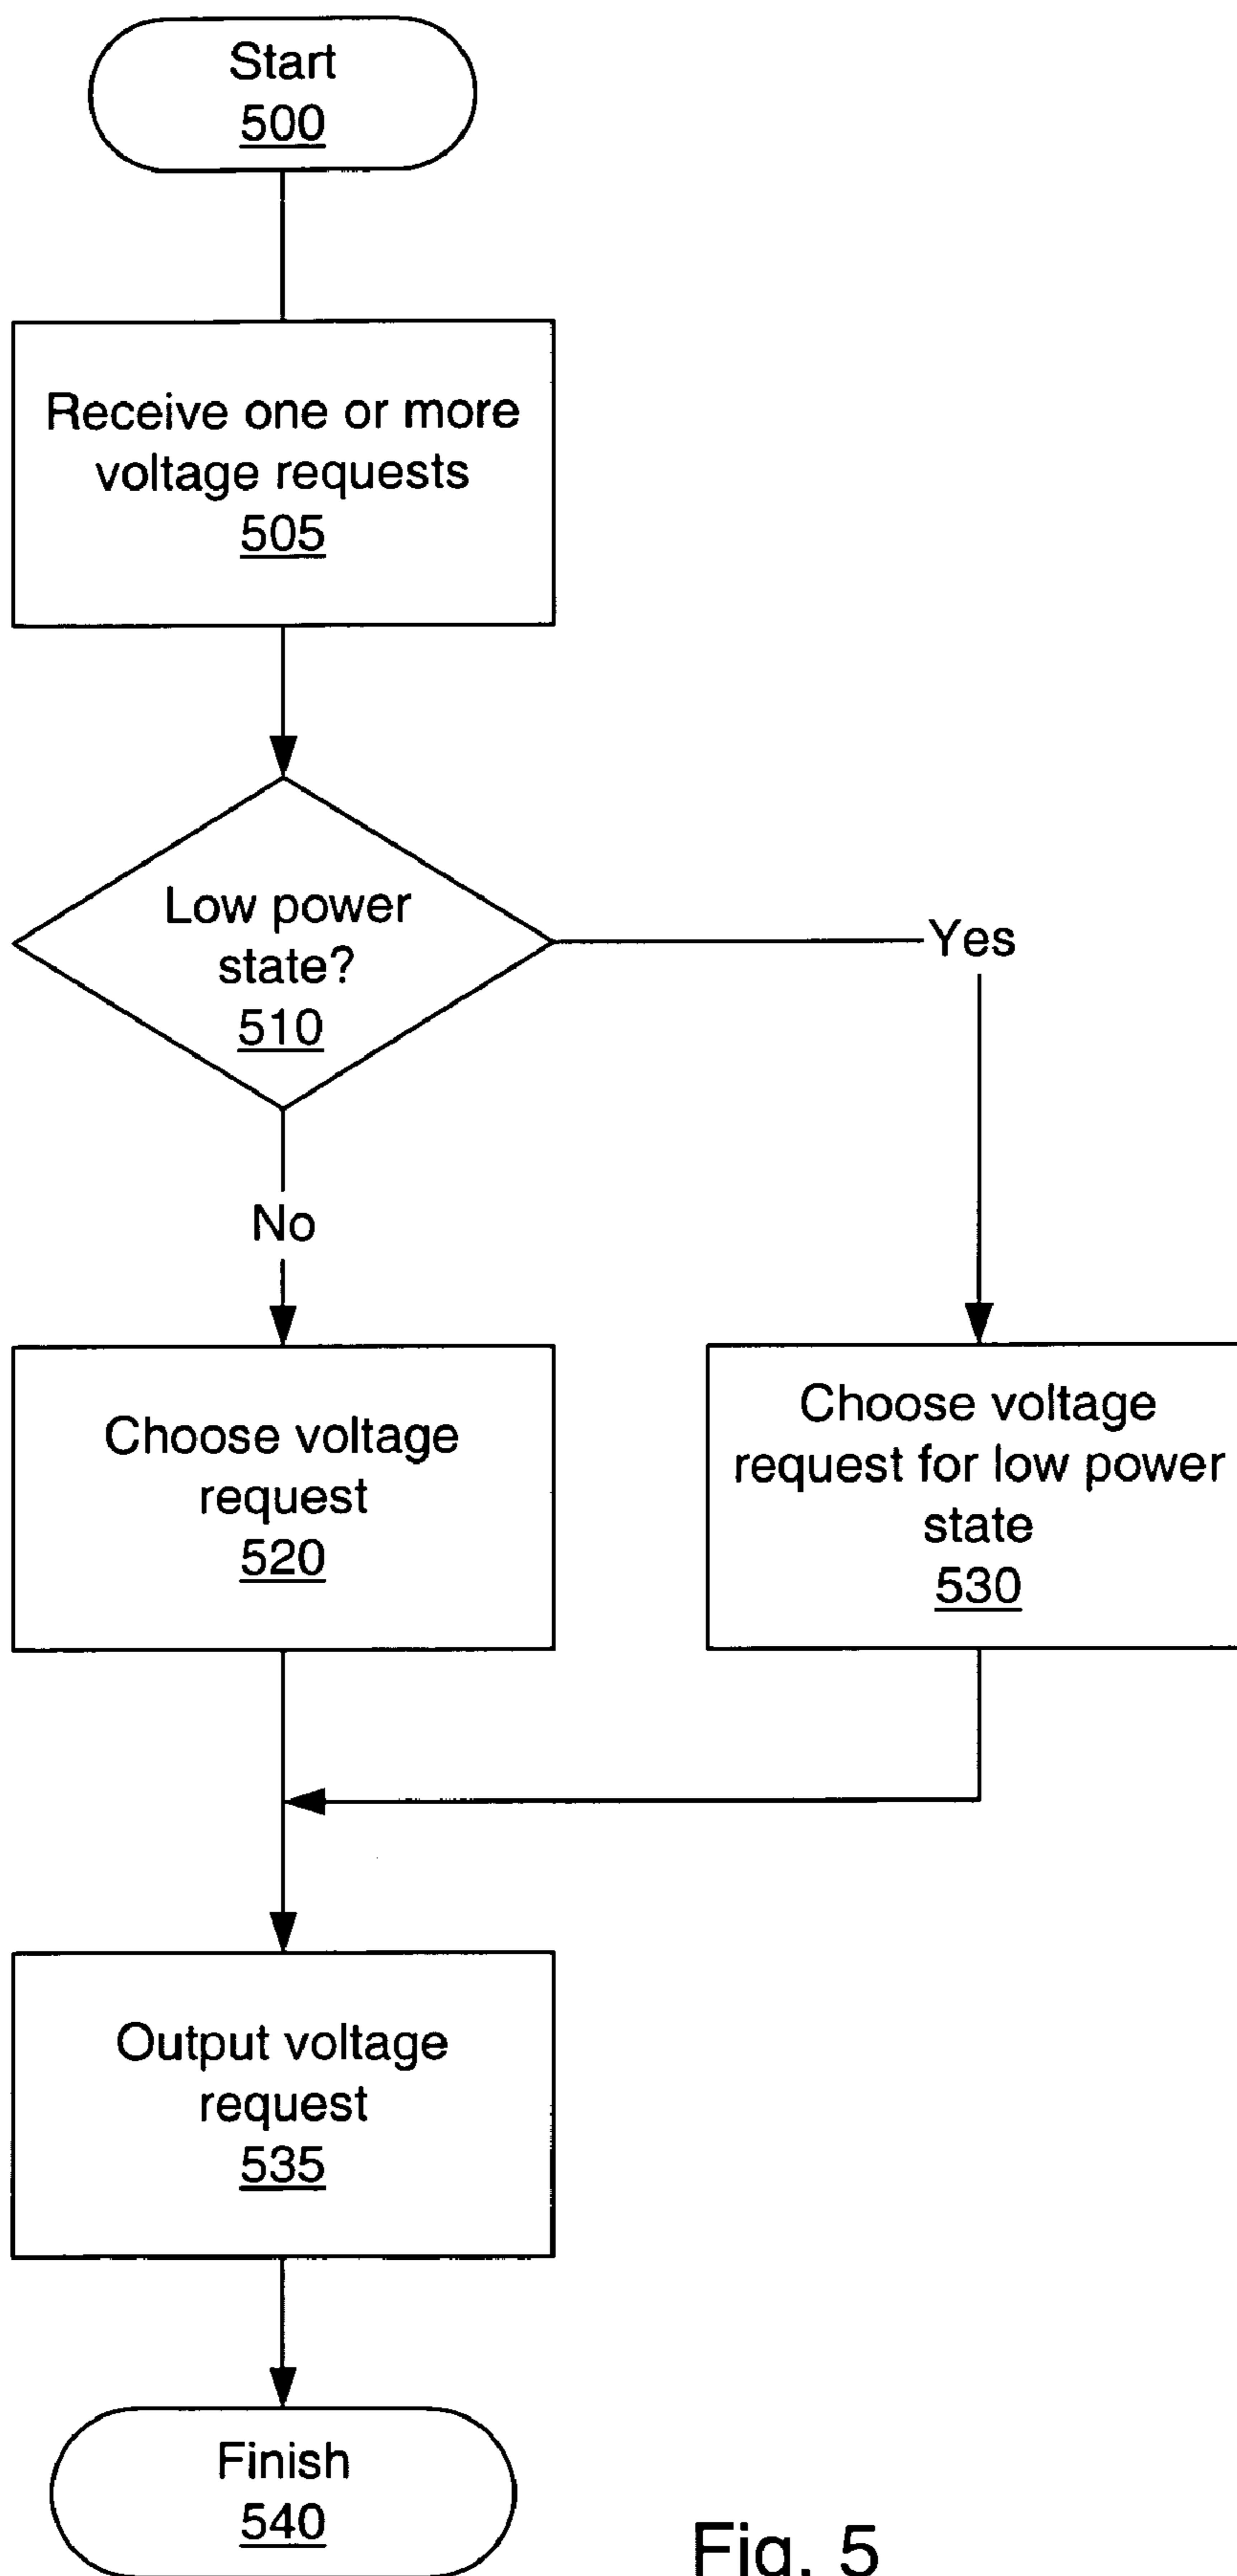 Start
500
Receive one or more
voltage requests
505
Low power
state?
510
Yes
No
Choose voltage
request
520
Choose voltage
request for low power
state
530
Output voltage
request
535
Finish
540
Fig. 5